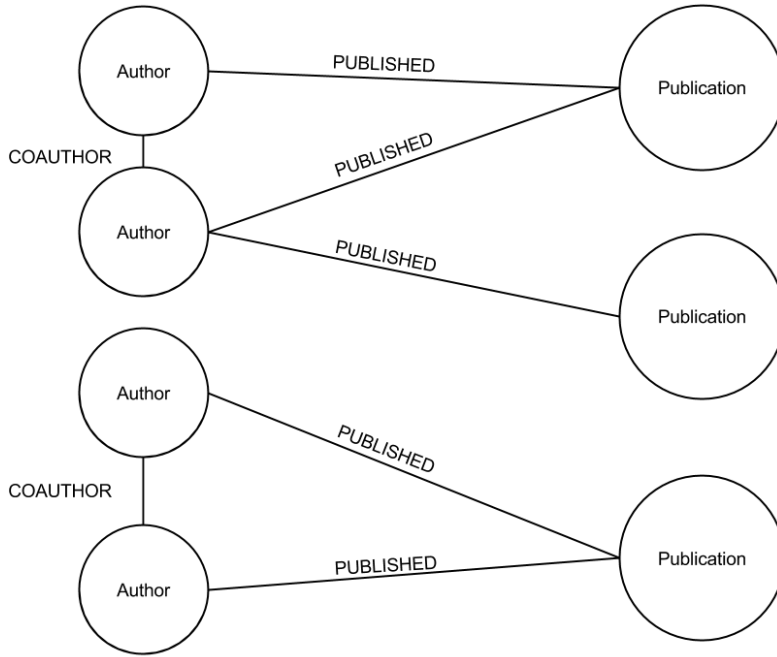 Author
PUBLISHED
Publication
COAUTHOR
PUBLISHED
Author
PUBLISHED
Publication
Author
PUBLISHED
COAUTHOR
Publication
PUBLISHED
Author